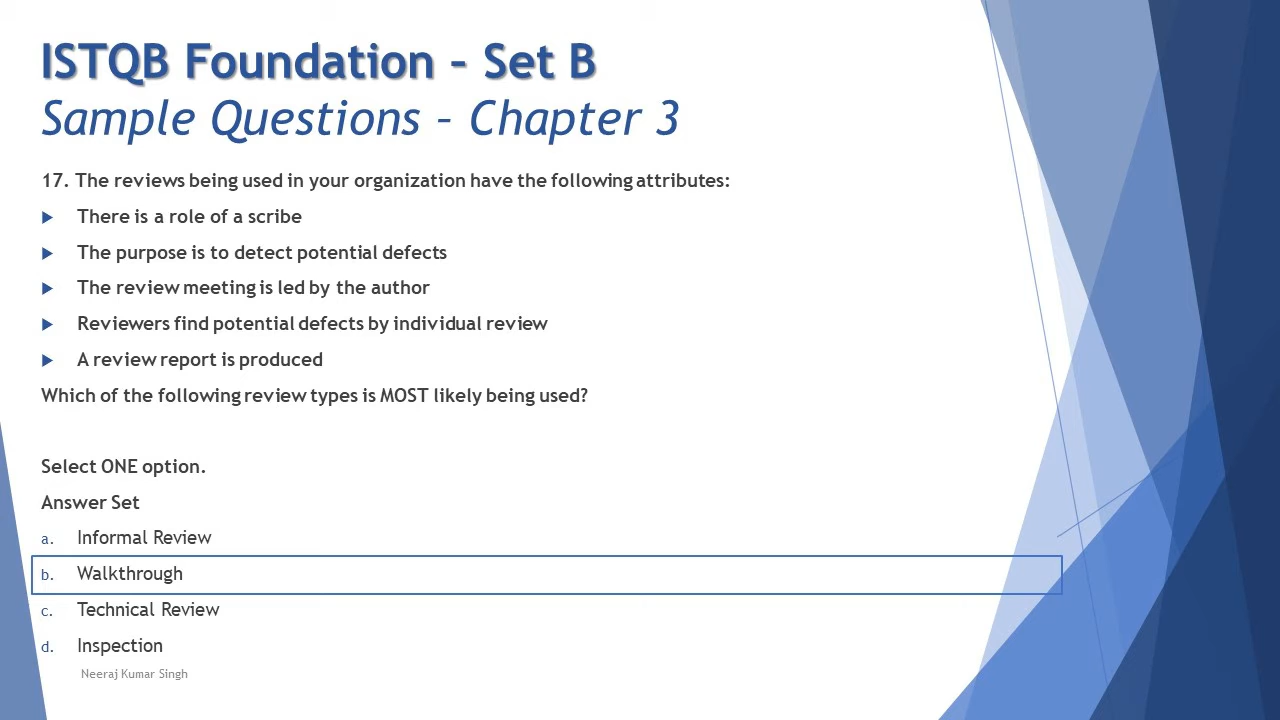 ISTQB Foundation – Set B
Sample Questions – Chapter 3
17. The reviews being used in your organization have the following attributes:
There is a role of a scribe
The purpose is to detect potential defects
The review meeting is led by the author
Reviewers find potential defects by individual review
A review report is produced
Which of the following review types is MOST likely being used?
Select ONE option.
Answer Set
a. Informal Review
b. Walkthrough
c. Technical Review
d. Inspection
Neeraj Kumar Singh